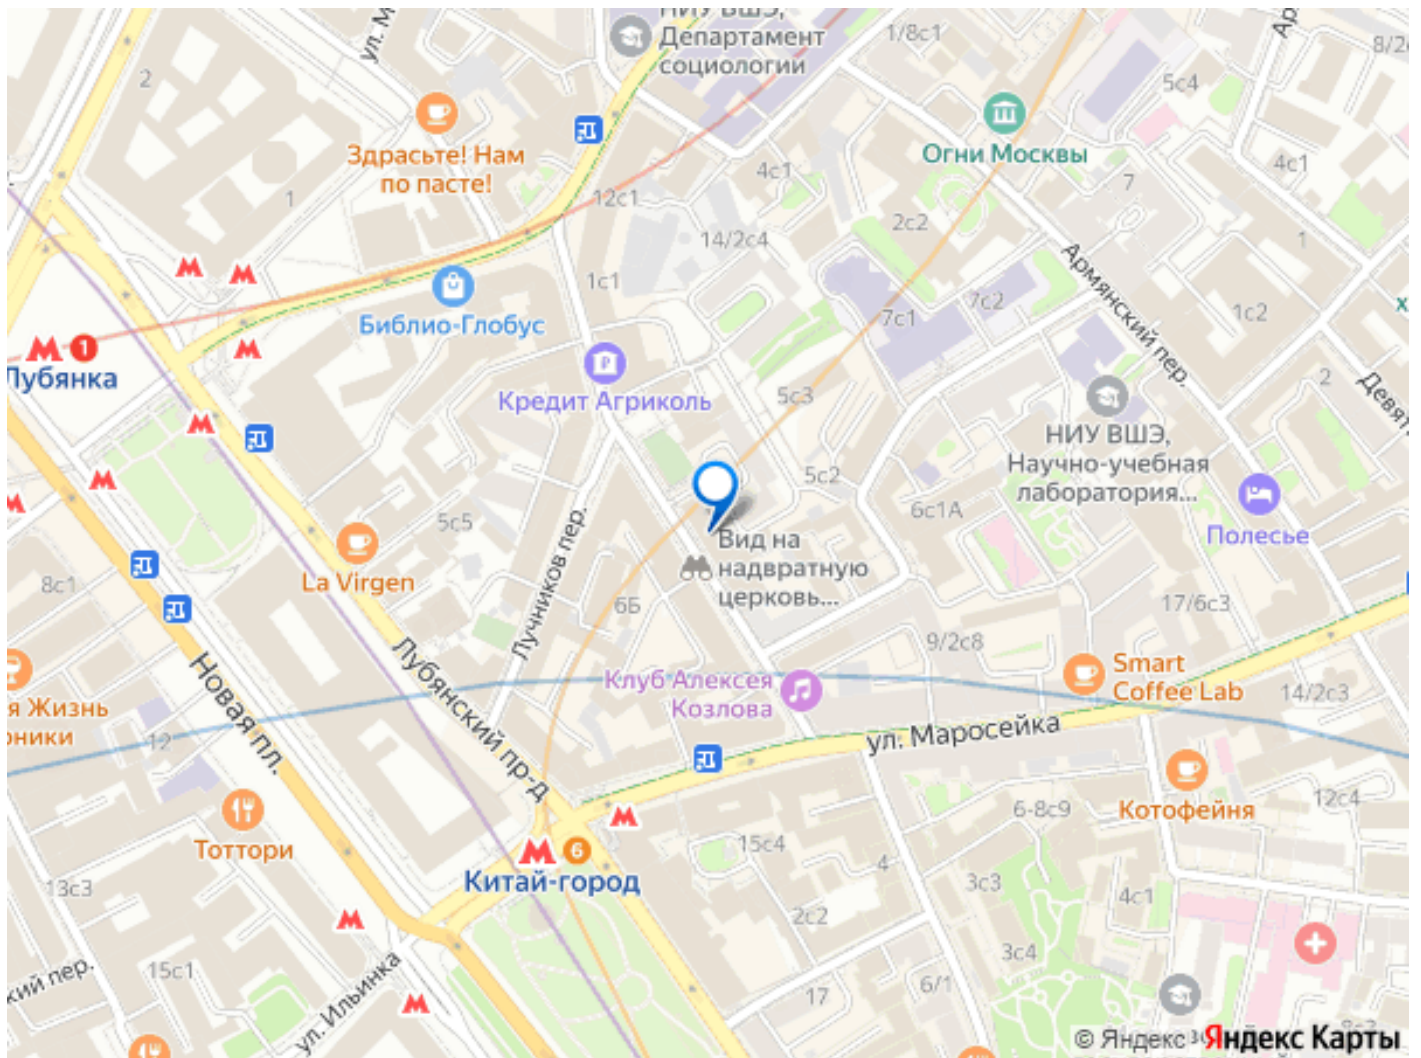 НИУ ВШЭ,
Департамент
социологии
1/8с1
5с4
2
Здрасьте! Нам
по пасте!
Огни Москвы
4с1
4с1
7
1
12с1
2с2
14/2с4
1
Армянский пер.
1с1
7с2
7с1
1с2
Библио-Глобус
1
Лубянка
Кредит Агриколь
5с3
2
НИУ ВШЭ,
Научно-учебная
лаборатория...
5с2
6с1А
Полесье
5с5
Лучников пер.
Вид на
надвратную
церковь...
La Virgen
8с1
6Б
17/6с3
9/2с8
Лубянский пр-д
Новая пл.
Клуб Алексея
Козлова
Smart
Coffee Lab
14/2с3
я Жизнь
12
ул. Маросейка
Тоттори
Котофейня
6-8с9
12с4
15с4
4
6
Китай-город
13с3
3с3
4с1
2с2
3с4
15с1
ул. Ильинка
17
6/1
© Яндекс
Яндекс Карты